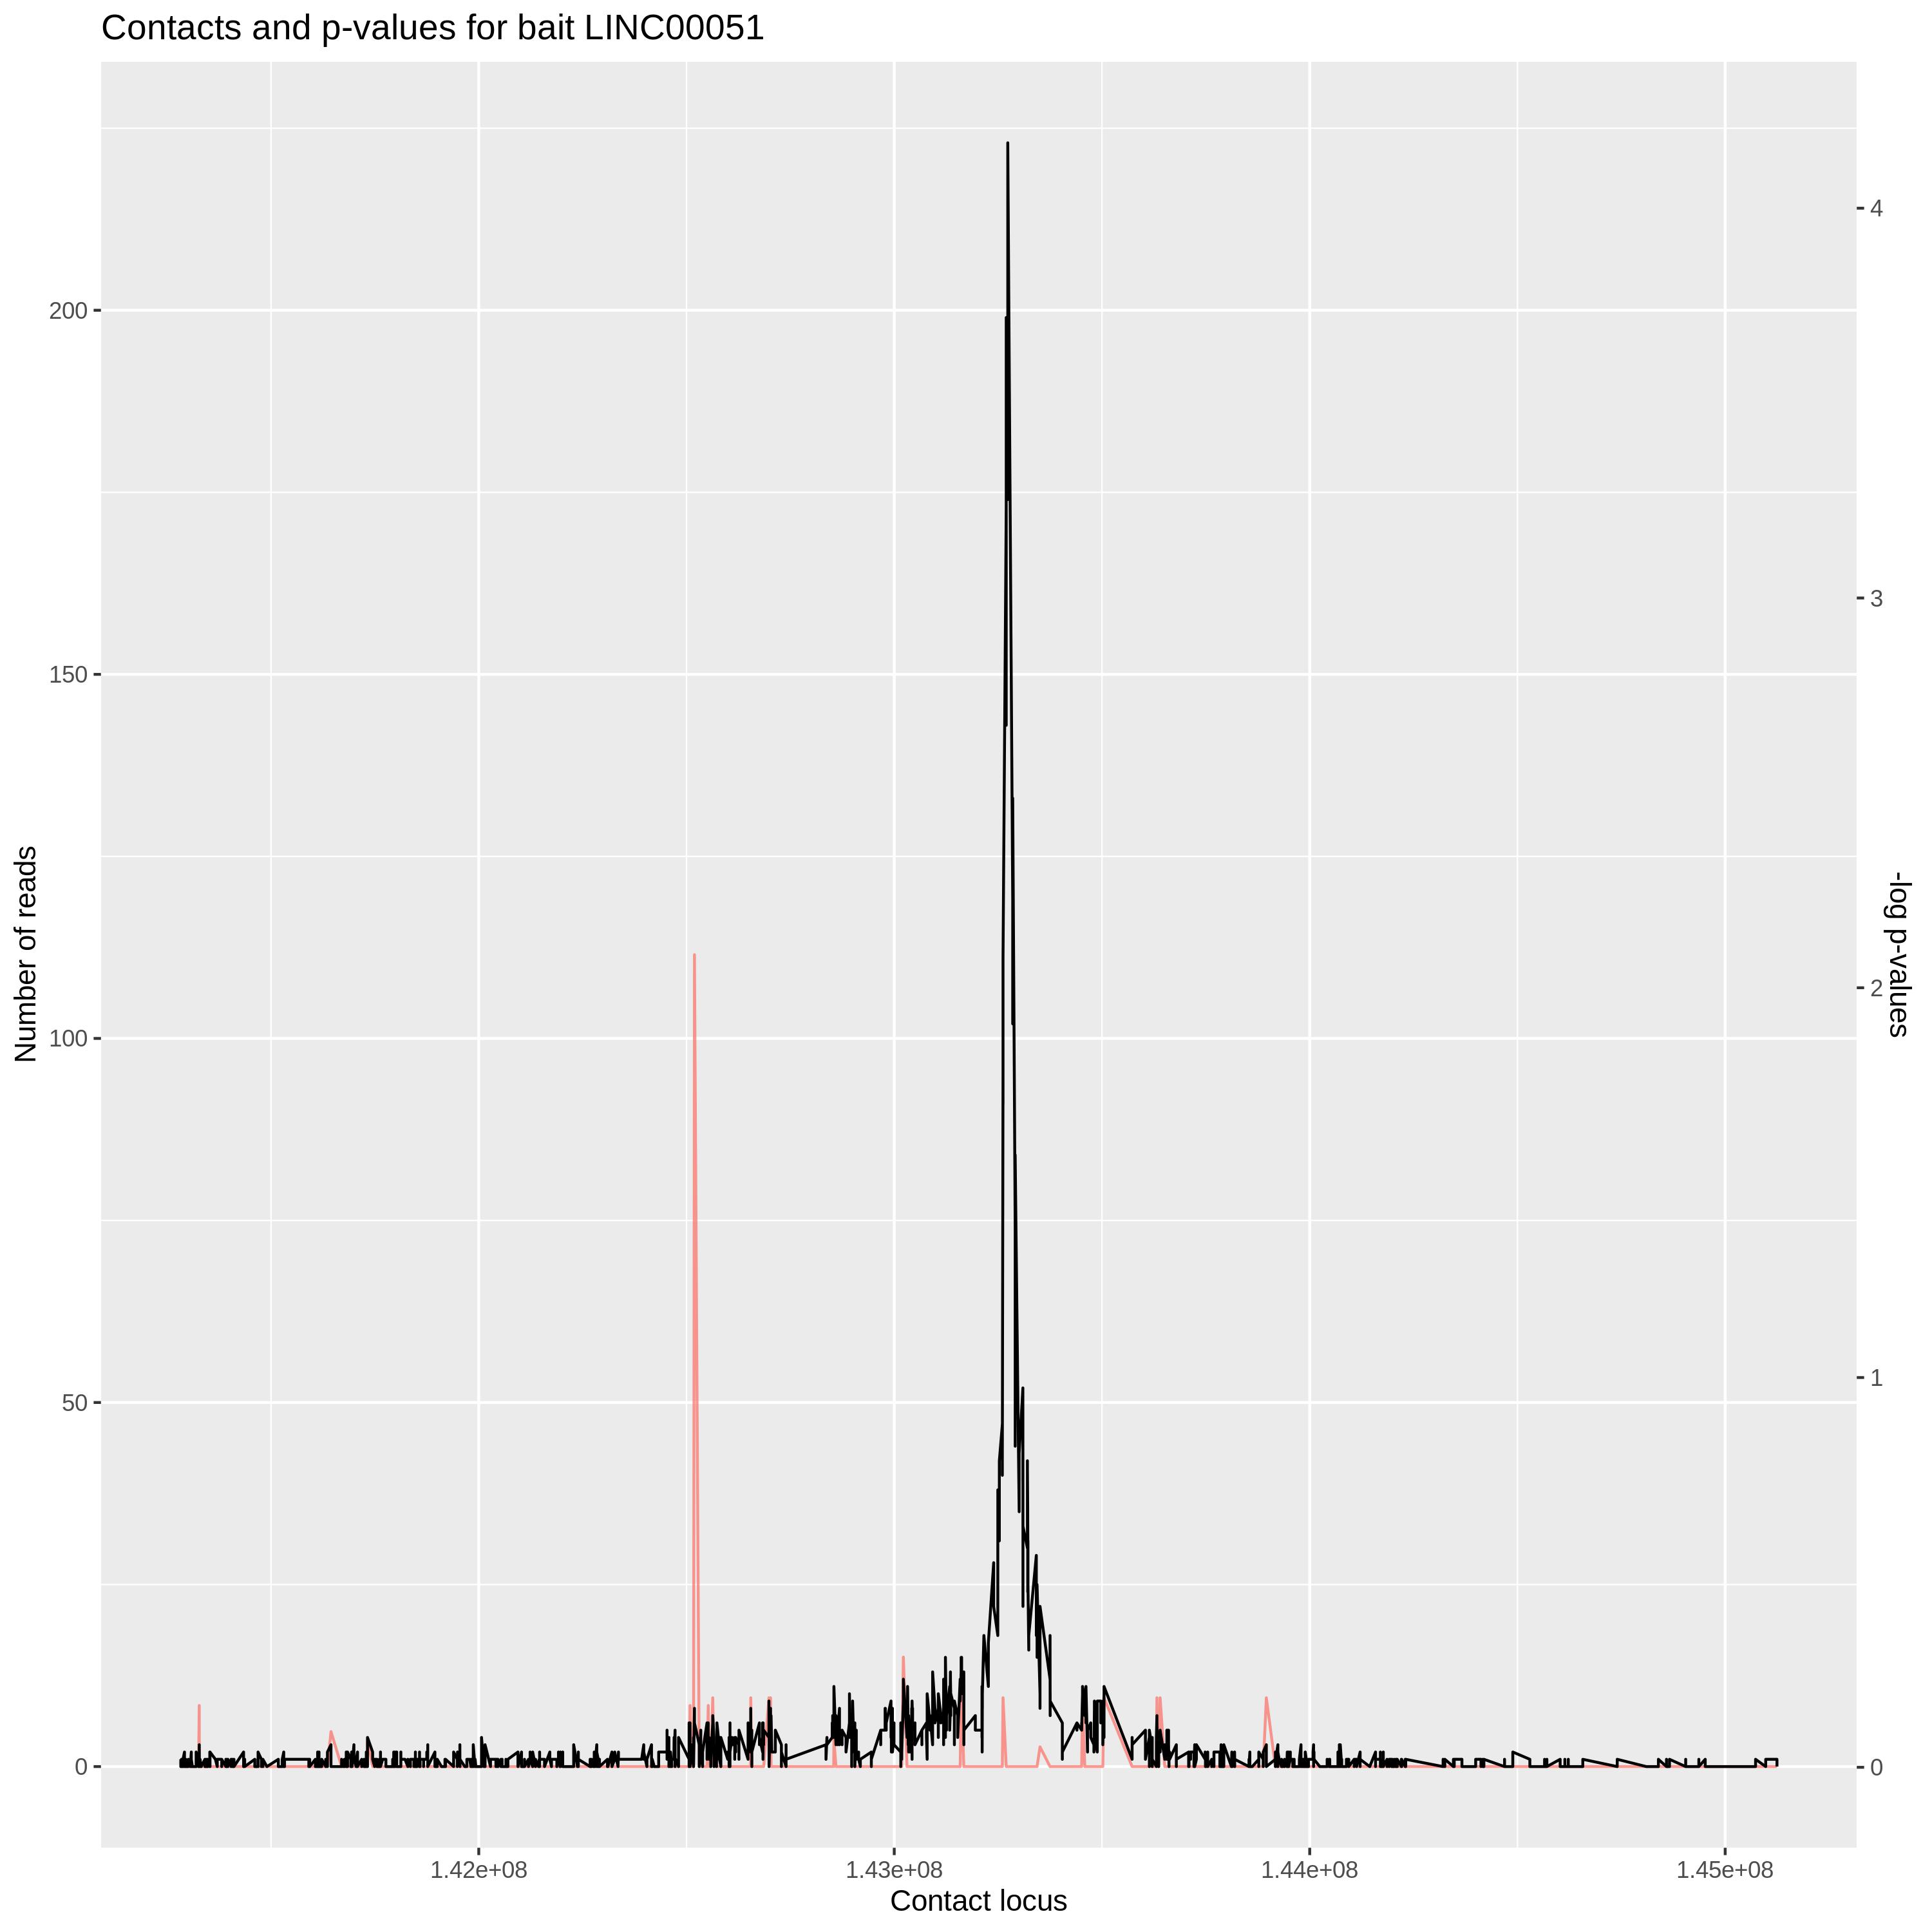 Contacts and p-values for bait LINC00051
Number of reads
200
150
100
50
0
4
3
2
1
0
-log p-values
1.42e+08
1.43e+08
1.44e+08
1.45e+08
Contact locus